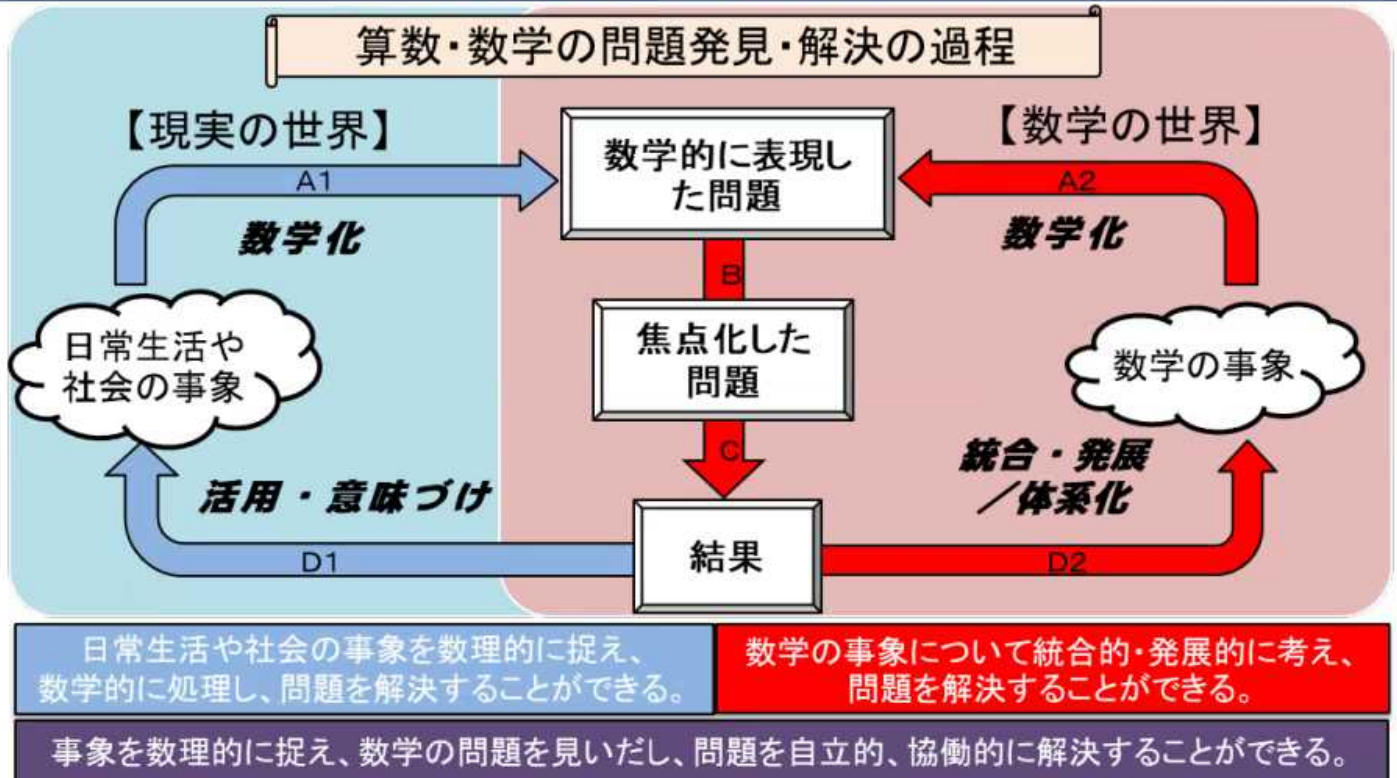 算数・数学の問題発見・解決の過程
【現実の世界】
【数学の世界】
A1
数学化
数学的に表現し
た問題
A2
数学化
B
日常生活や
社会の事象
焦点化した
問題
数学の事象
C
活用・意味づけ
統合・発展
／体系化
D1
結果
D2
日常生活や社会の事象を数理的に捉え、
数学的に処理し、問題を解決することができる。
数学の事象について統合的・発展的に考え、
問題を解決することができる。
事象を数理的に捉え、数学の問題を見いだし、問題を自立的、協働的に解決することができる。